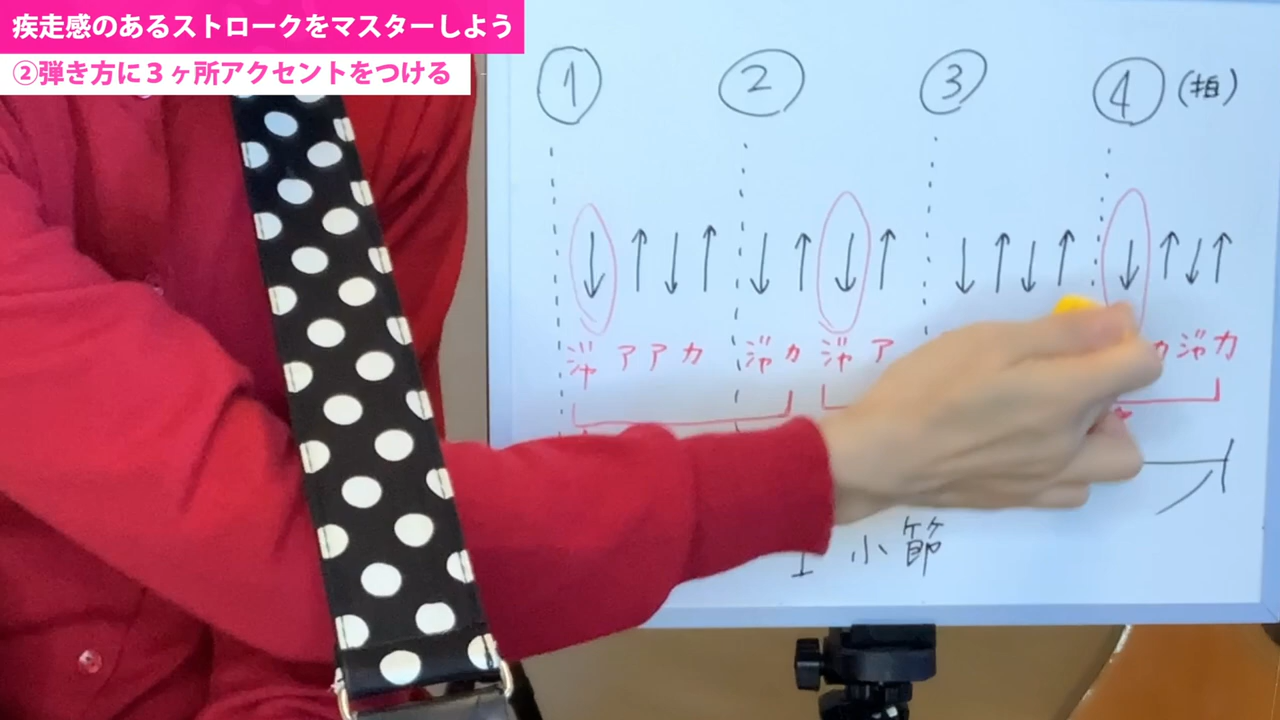 疾走感のあるストロークをマスターしよう
②弾き方に３ヶ所アクセントをつける
① ② ③ ④ (拍)
ジャ アアカ ジャカ ジャア カジャカ
1小節